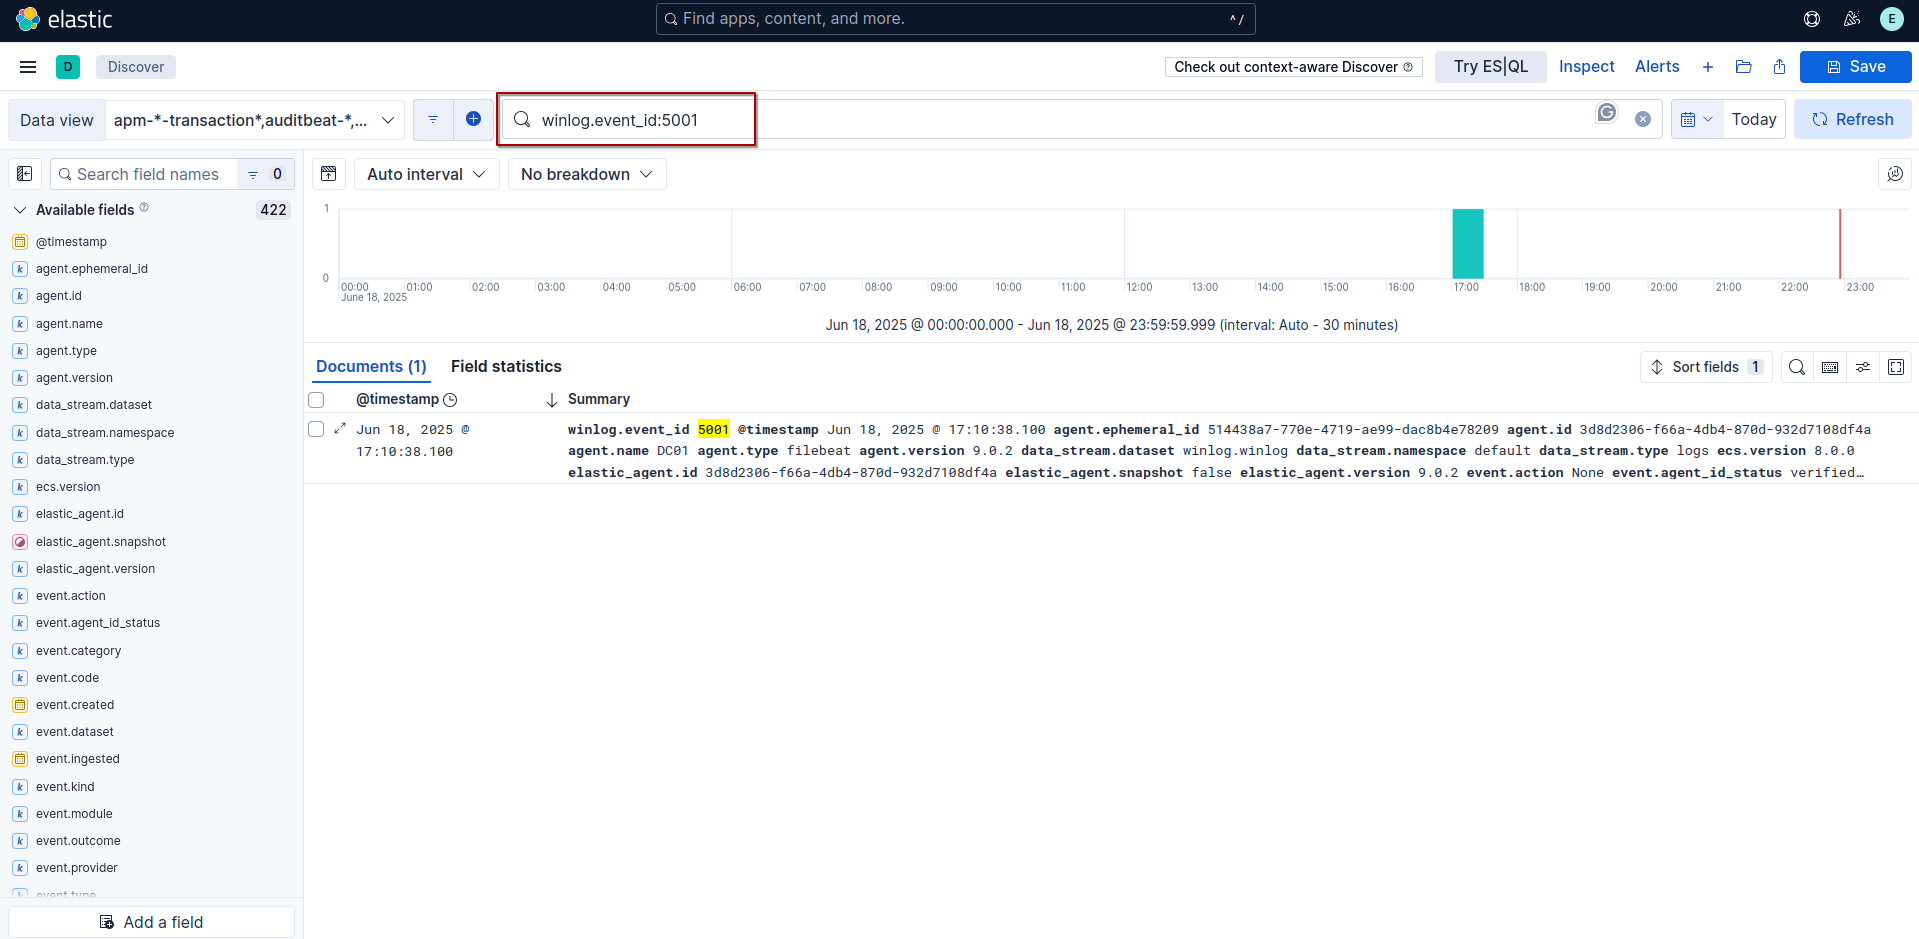 elastic
Find apps, content, and more.
^ /
E
D
Discover
Check out context-aware Discover
Try ES|QL
Inspect
Alerts
Save
Data view
apm-*-transaction*,auditbeat-*,...
winlog.event_id:5001
Today
Refresh
Search field names
0
Auto interval
No breakdown
Available fields
422
@timestamp
agent.ephemeral_id
agent.id
agent.name
agent.type
agent.version
data_stream.dataset
data_stream.namespace
data_stream.type
ecs.version
elastic_agent.id
elastic_agent.snapshot
elastic_agent.version
event.action
event.agent_id_status
event.category
event.code
event.created
event.dataset
event.ingested
event.kind
event.module
event.outcome
event.provider
event.type
Add a field
1
0
00:00 01:00 02:00 03:00 04:00 05:00 06:00 07:00 08:00 09:00 10:00 11:00 12:00 13:00 14:00 15:00 16:00 17:00 18:00 19:00 20:00 21:00 22:00 23:00
June 18, 2025
Jun 18, 2025 @ 00:00:00.000 - Jun 18, 2025 @ 23:59:59.999 (interval: Auto - 30 minutes)
Documents (1)
Field statistics
Sort fields 1
@timestamp
Summary
Jun 18, 2025 @
17:10:38.100
winlog.event_id 5001 @timestamp Jun 18, 2025 @ 17:10:38.100 agent.ephemeral_id 514438a7-770e-4719-ae99-dac8b4e78209 agent.id 3d8d2306-f66a-4db4-870d-932d7108df4a
agent.name DC01 agent.type filebeat agent.version 9.0.2 data_stream.dataset winlog.winlog data_stream.namespace default data_stream.type logs ecs.version 8.0.0
elastic_agent.id 3d8d2306-f66a-4db4-870d-932d7108df4a elastic_agent.snapshot false elastic_agent.version 9.0.2 event.action None event.agent_id_status verified…